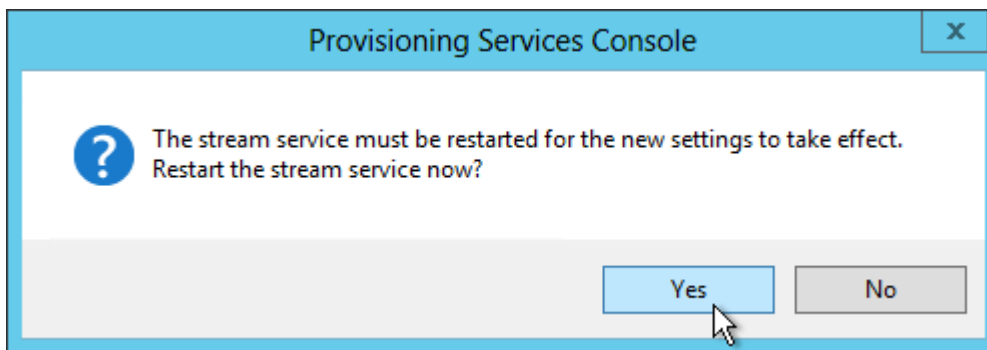 Provisioning Services Console
x
?
The stream service must be restarted for the new settings to take effect.
Restart the stream service now?
Yes
No